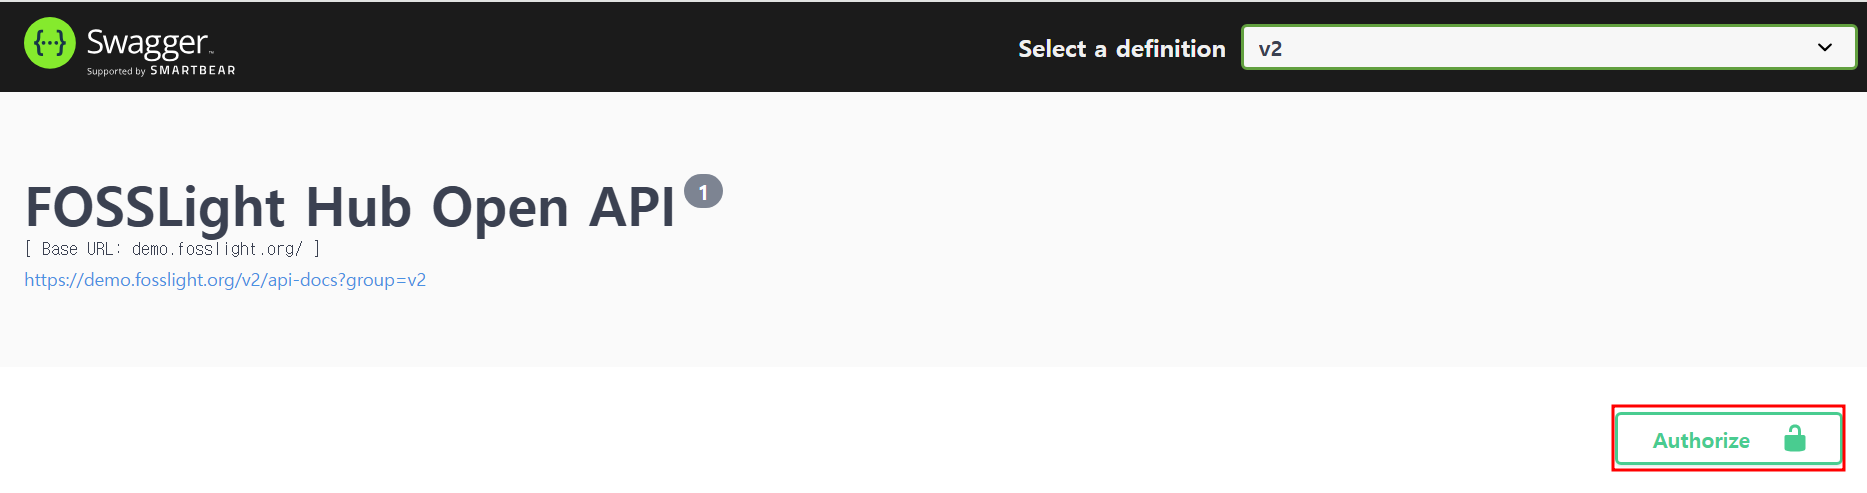 Swagger™
Supported by SMARTBEAR
Select a definition
v2
FOSSLight Hub Open API 1
[ Base URL: demo.fosslight.org/ ]
https://demo.fosslight.org/v2/api-docs?group=v2
Authorize